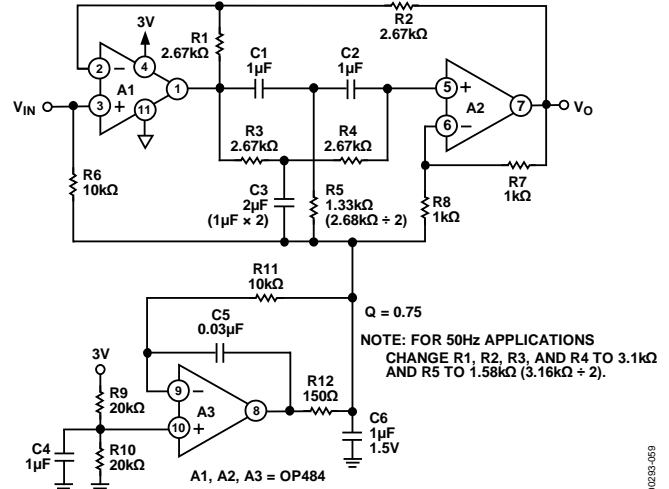 R2
2.67kΩ
3V
R1
2.67kΩ
C1
1µF
C2
1µF
2
−
4
A1
1
3
+
11
VIN
5
+
A2
7
6
−
VO
R3
2.67kΩ
R4
2.67kΩ
R6
10kΩ
C3
2µF
(1µF × 2)
R5
1.33kΩ
(2.68kΩ ÷ 2)
R8
1kΩ
R7
1kΩ
R11
10kΩ
C5
0.03µF
Q = 0.75
NOTE: FOR 50Hz APPLICATIONS
CHANGE R1, R2, R3, AND R4 TO 3.1kΩ
AND R5 TO 1.58kΩ (3.16kΩ ÷ 2).
3V
R9
20kΩ
9
−
A3
8
10
+
R12
150Ω
C6
1µF
1.5V
C4
1µF
R10
20kΩ
A1, A2, A3 = OP484
00293-059